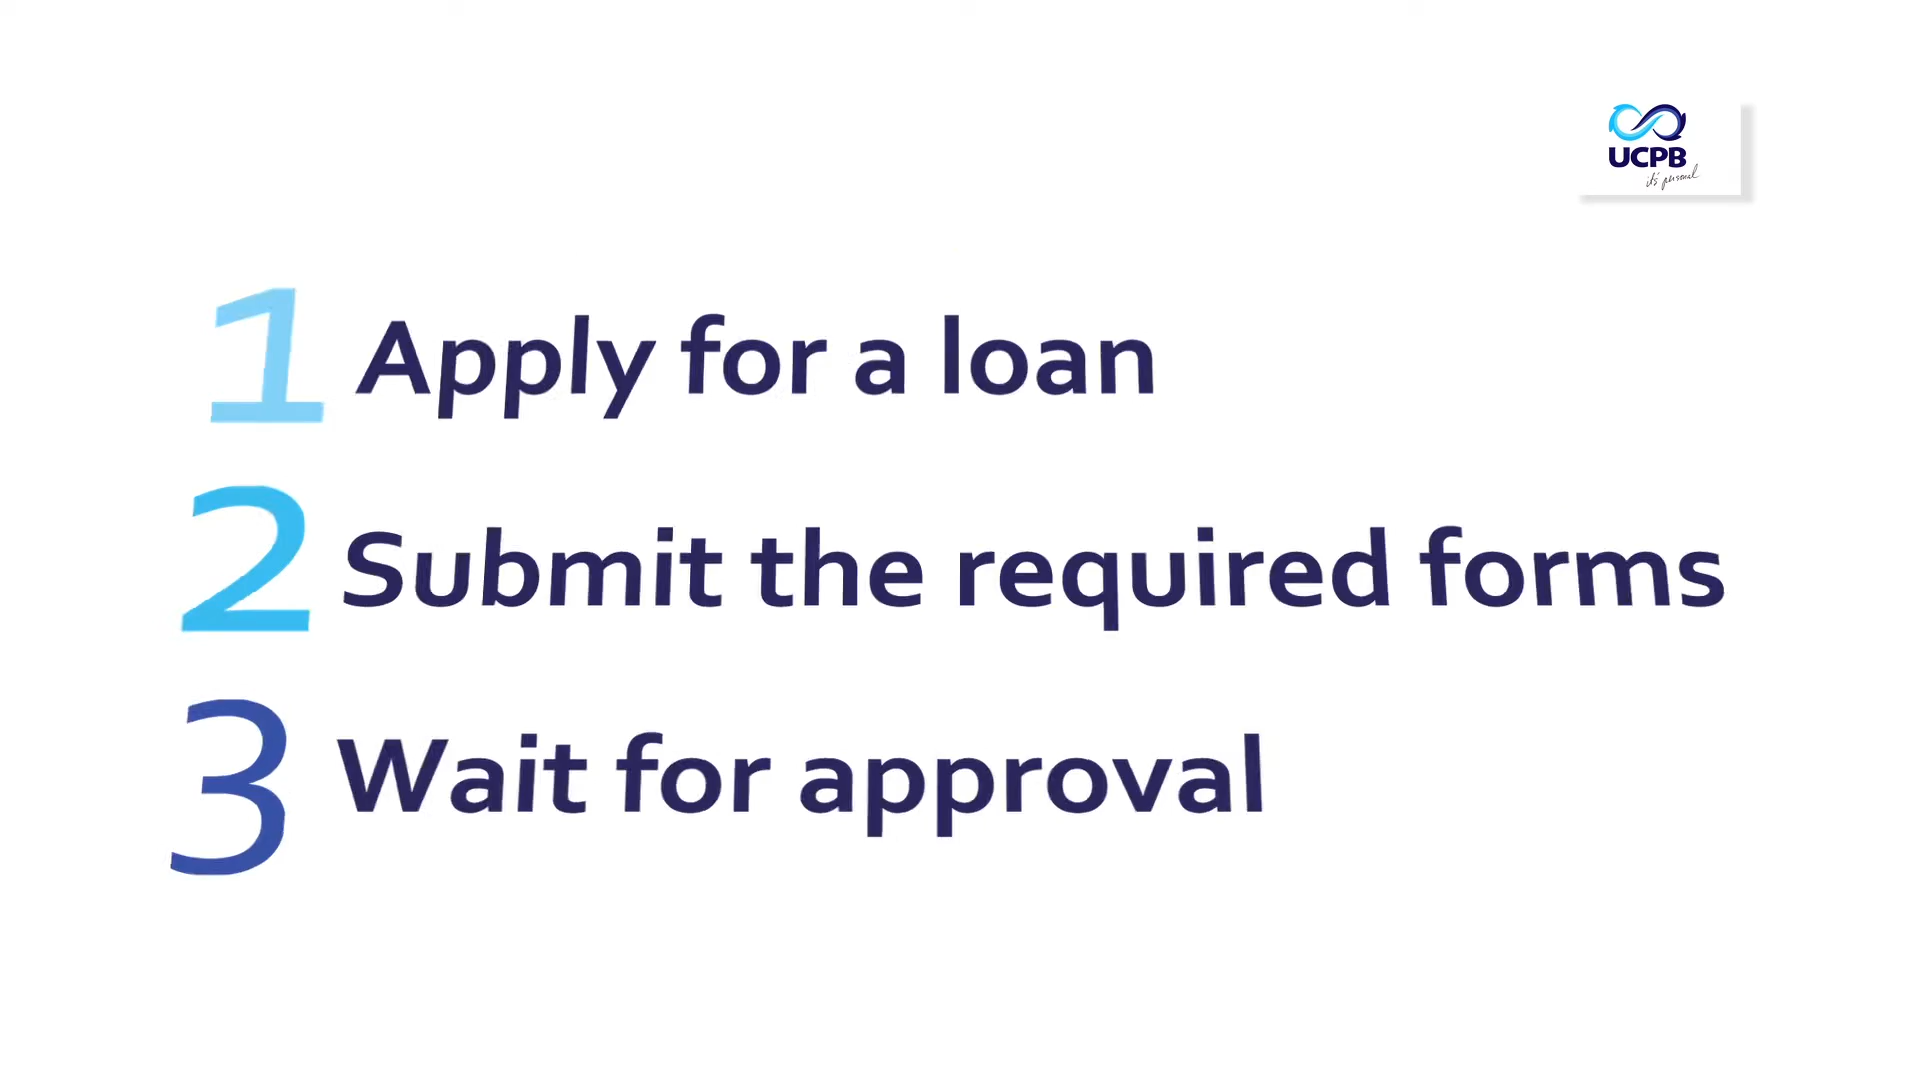 UCPB
it's personal
1 Apply for a loan
2 Submit the required forms
3 Wait for approval